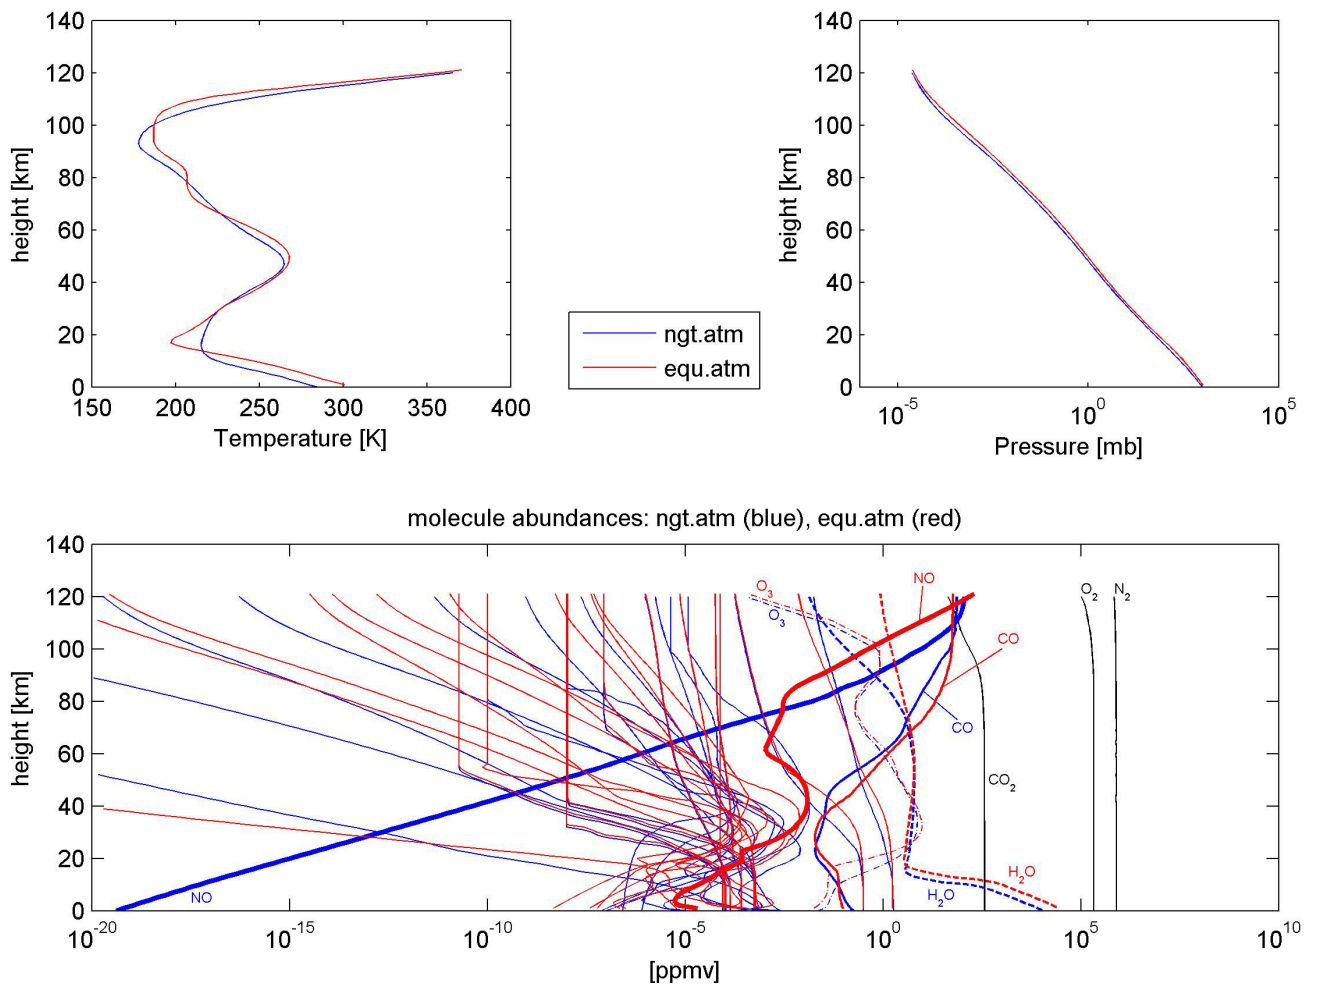 140
120
100
80
60
40
20
0
height [km]
150 200 250 300 350 400
Temperature [K]
ngt.atm
equ.atm
140
120
100
80
60
40
20
0
height [km]
10^-5 10^0 10^5
Pressure [mb]
molecule abundances: ngt.atm (blue), equ.atm (red)
140
120
100
80
60
40
20
0
height [km]
O3
O3
NO
CO
CO
O2
N2
CO2
H2O
H2O
NO
10^-20 10^-15 10^-10 10^-5 10^0 10^5 10^10
[ppmv]